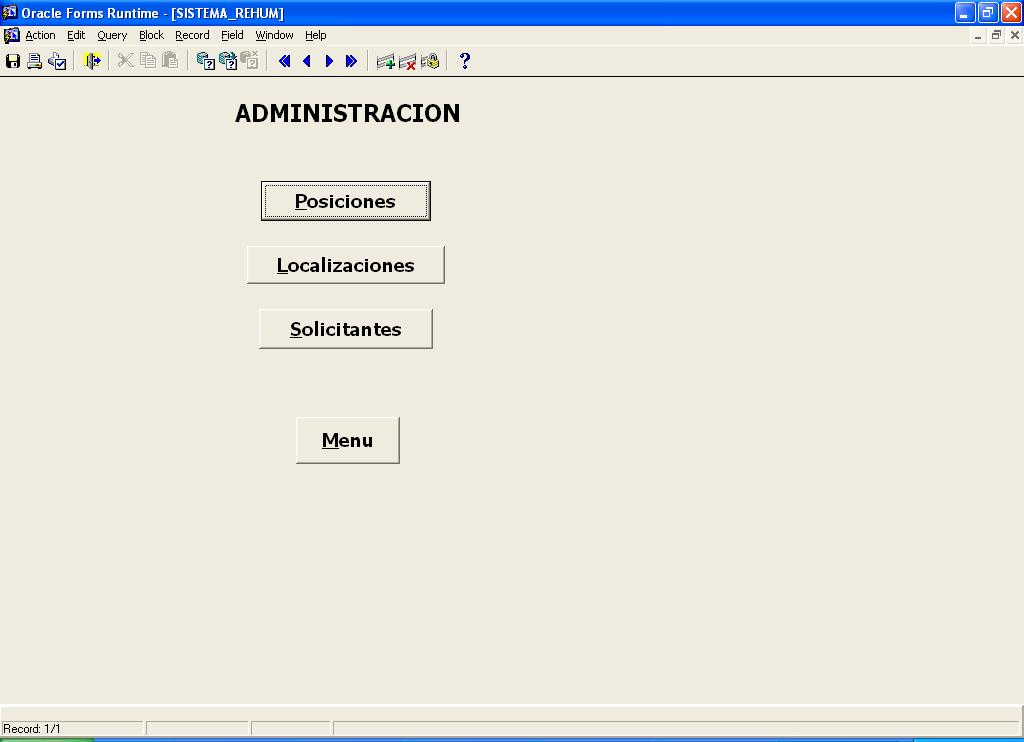 Oracle Forms Runtime - [SISTEMA_REHUM]
Action Edit Query Block Record Field Window Help
ADMINISTRACION
Posiciones
Localizaciones
Solicitantes
Menu
Record: 1/1